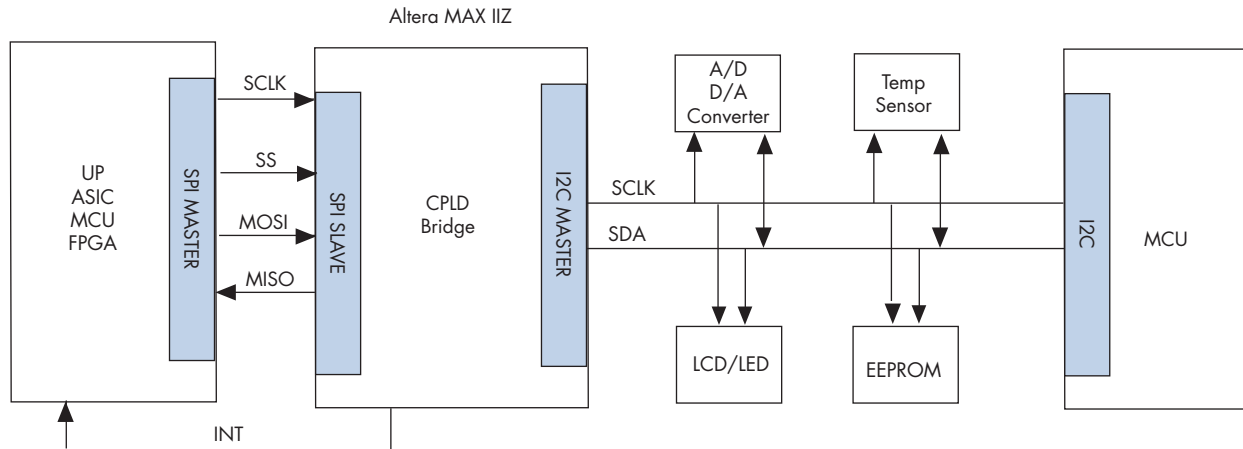 Altera MAX IIZ
UP
ASIC
MCU
FPGA
SPI MASTER
SCLK
SS
MOSI
MISO
SPI SLAVE
CPLD
Bridge
I2C MASTER
SCLK
SDA
A/D
D/A
Converter
Temp
Sensor
LCD/LED
EEPROM
I2C
MCU
INT